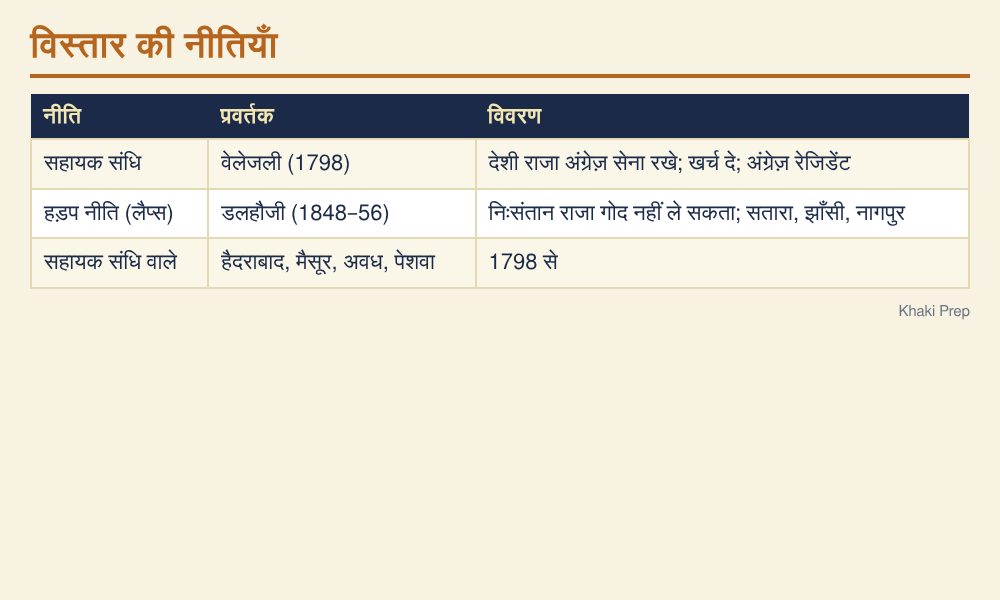 विस्तार की नीतियाँ
नीति प्रवर्तक विवरण
सहायक संधि वेलेजली (1798) देशी राजा अंग्रेज़ सेना रखे; खर्च दे; अंग्रेज़ रेजिडेंट
हड़प नीति (लैप्स) डलहौजी (1848–56) निःसंतान राजा गोद नहीं ले सकता; सतारा, झाँसी, नागपुर
सहायक संधि वाले हैदराबाद, मैसूर, अवध, पेशवा 1798 से
Khaki Prep